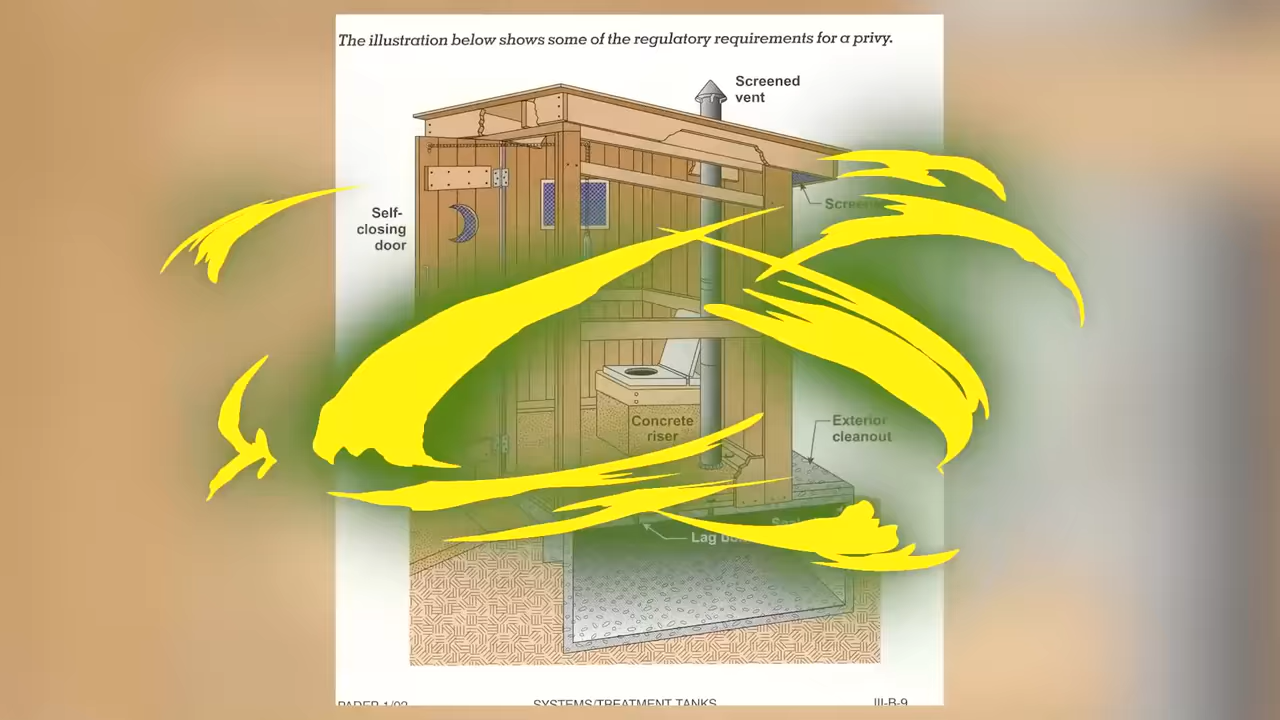 The illustration below shows some of the regulatory requirements for a privy.
Screened
vent
Self-
closing
door
Concrete
riser
Exterior
cleanout
Lag
SYSTEMS/TREATMENT TANKS
III-B-9